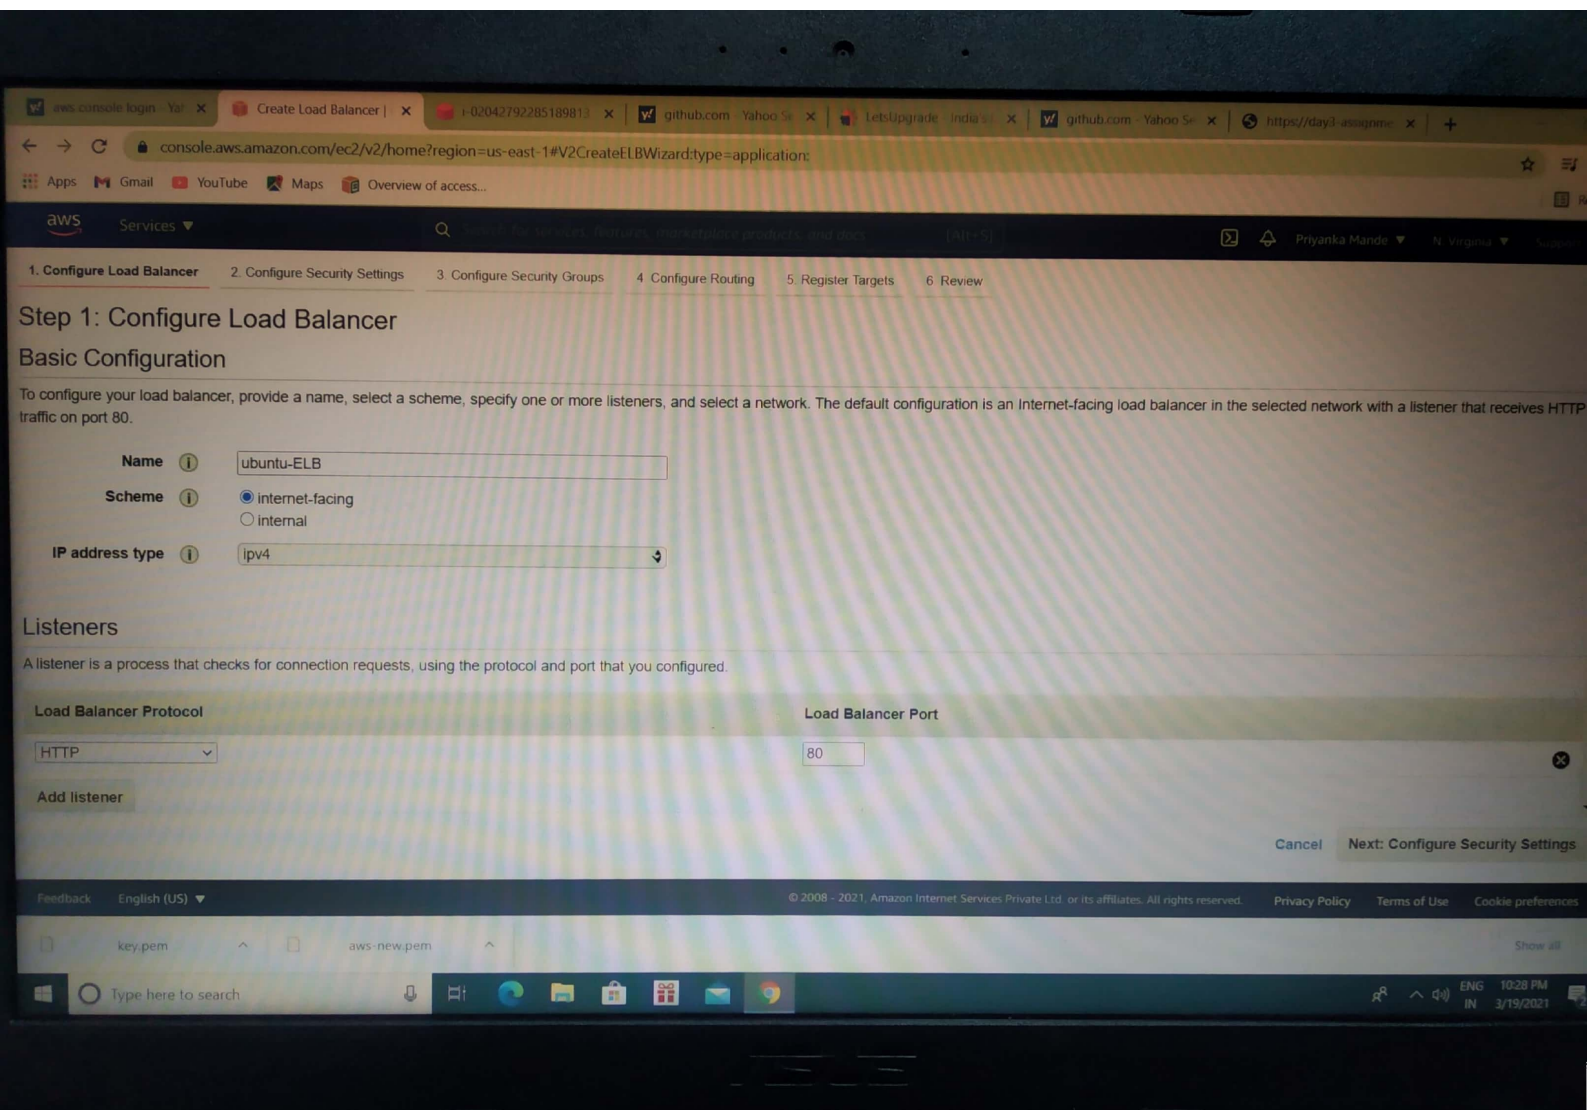 aws console login - Yah
Create Load Balancer |
i-02042792285189813
github.com - Yahoo Se
LetsUpgrade - India's
github.com - Yahoo Se
https://day3-assignme
console.aws.amazon.com/ec2/v2/home?region=us-east-1#V2CreateELBWizard:type=application:
Apps Gmail YouTube Maps Overview of access...
aws Services [Alt+S] Priyanka Mande N. Virginia Support
1. Configure Load Balancer 2. Configure Security Settings 3. Configure Security Groups 4. Configure Routing 5. Register Targets 6. Review
Step 1: Configure Load Balancer
Basic Configuration
To configure your load balancer, provide a name, select a scheme, specify one or more listeners, and select a network. The default configuration is an Internet-facing load balancer in the selected network with a listener that receives HTTP
traffic on port 80.
Name ubuntu-ELB
Scheme internet-facing
internal
IP address type ipv4
Listeners
A listener is a process that checks for connection requests, using the protocol and port that you configured.
Load Balancer Protocol Load Balancer Port
HTTP 80
Add listener
Cancel Next: Configure Security Settings
Feedback English (US) © 2008 - 2021, Amazon Internet Services Private Ltd. or its affiliates. All rights reserved. Privacy Policy Terms of Use Cookie preferences
key.pem aws-new.pem Show all
Type here to search ENG 10:28 PM
IN 3/19/2021